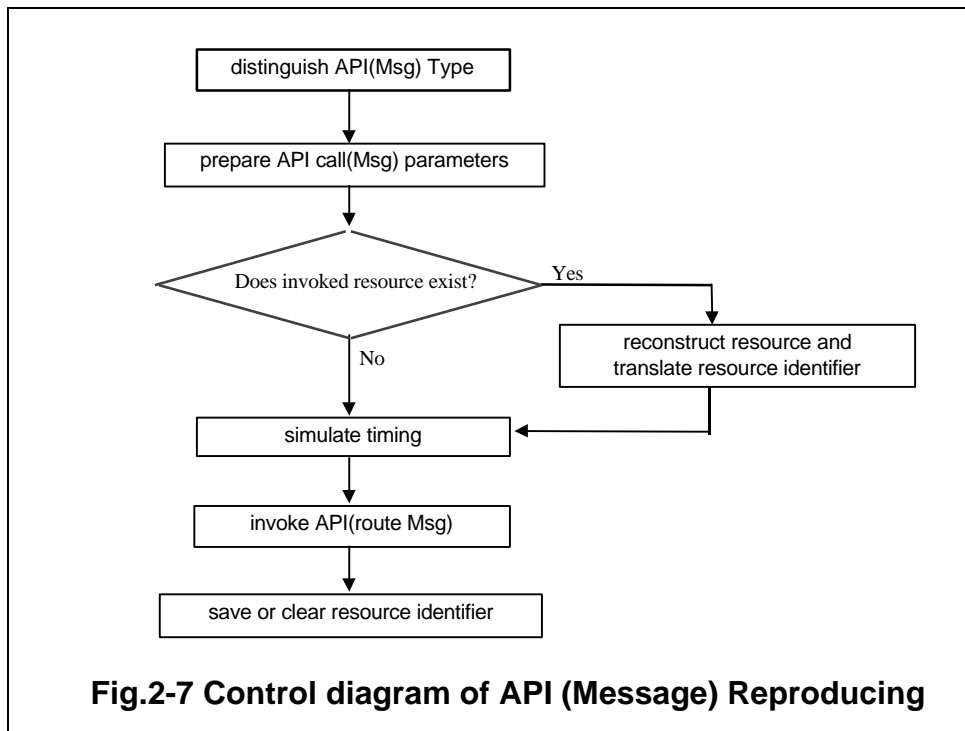 distinguish API(Msg) Type
prepare API call(Msg) parameters
Does invoked resource exist?
Yes
reconstruct resource and
translate resource identifier
No
simulate timing
invoke API(route Msg)
save or clear resource identifier
Fig.2-7 Control diagram of API (Message) Reproducing